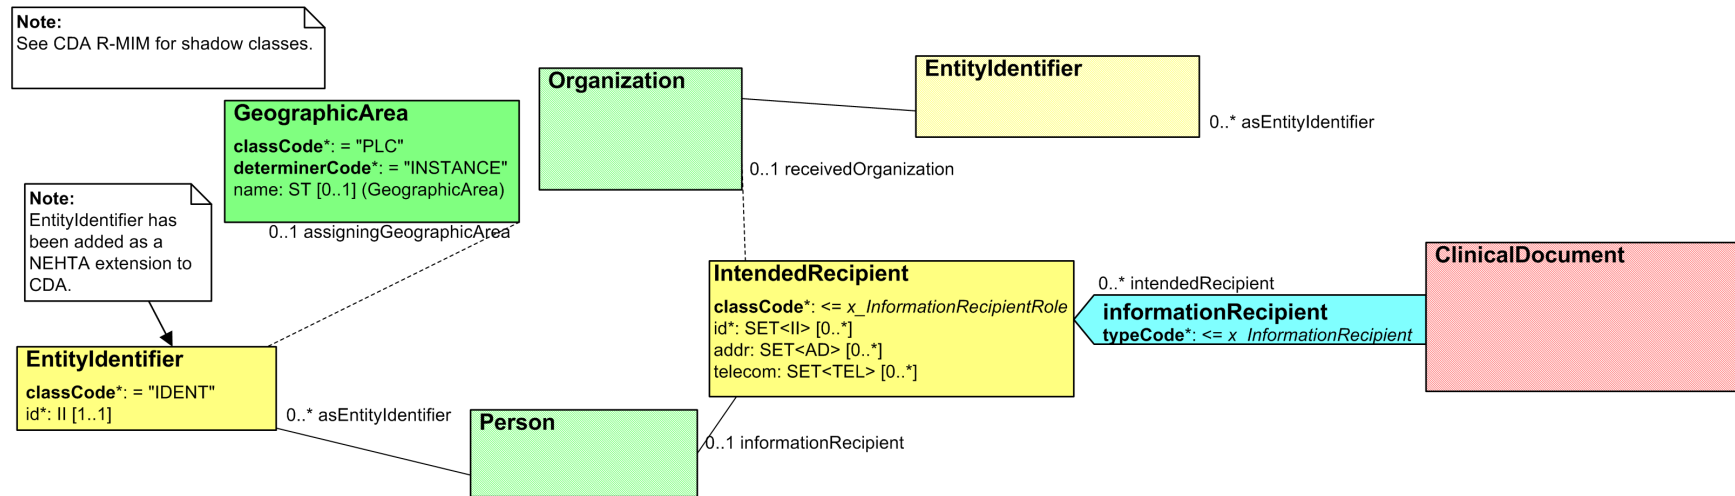 Note:
See CDA R-MIM for shadow classes.
Organization
EntityIdentifier
0..* asEntityIdentifier
GeographicArea
classCode*: = "PLC"
determinerCode*: = "INSTANCE"
name: ST [0..1] (GeographicArea)
0..1 receivedOrganization
Note:
EntityIdentifier has
been added as a
NEHTA extension to
CDA.
0..1 assigningGeographicArea
IntendedRecipient
classCode*: <= x_InformationRecipientRole
id*: SET<II> [0..*]
addr: SET<AD> [0..*]
telecom: SET<TEL> [0..*]
0..* intendedRecipient
informationRecipient
typeCode*: <= x_InformationRecipient
ClinicalDocument
EntityIdentifier
classCode*: = "IDENT"
id*: II [1..1]
0..* asEntityIdentifier
Person
0..1 informationRecipient